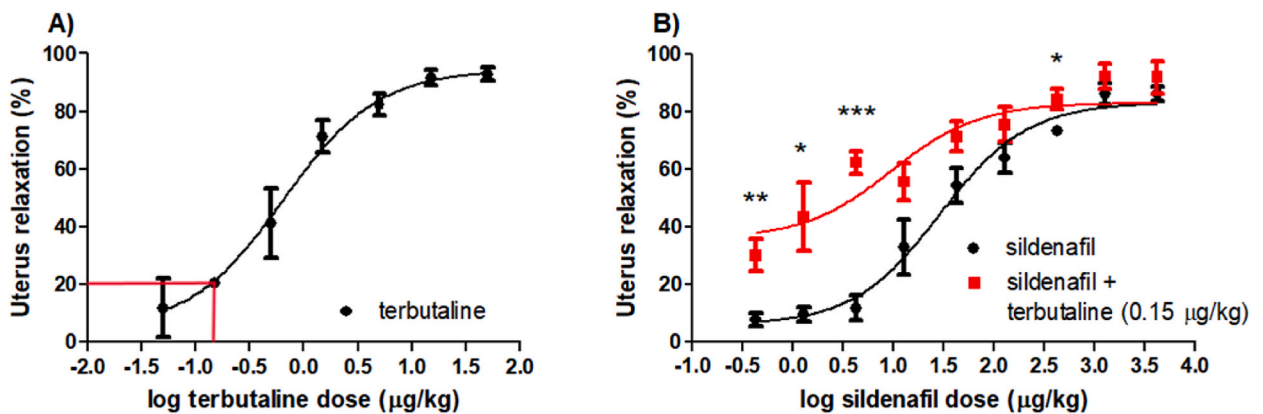 A)
Uterus relaxation (%)
100
80
60
40
20
0
-2.0 -1.5 -1.0 -0.5 0.0 0.5 1.0 1.5 2.0
log terbutaline dose (µg/kg)
terbutaline
B)
Uterus relaxation (%)
100
80
60
40
20
0
-1.0 -0.5 0.0 0.5 1.0 1.5 2.0 2.5 3.0 3.5 4.0
log sildenafil dose (µg/kg)
**
*
***
*
sildenafil
sildenafil +
terbutaline (0.15 µg/kg)